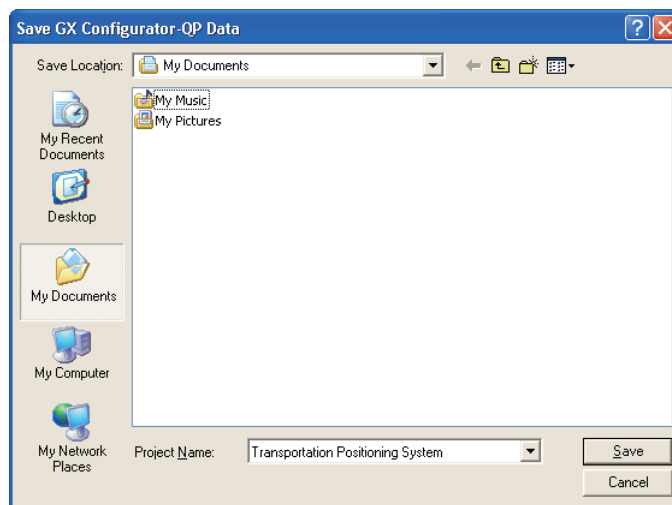 Save GX Configurator-QP Data
Save Location:
My Documents
My Recent
Documents
Desktop
My Documents
My Computer
My Network
Places
My Music
My Pictures
Project Name:
Transportation Positioning System
Save
Cancel